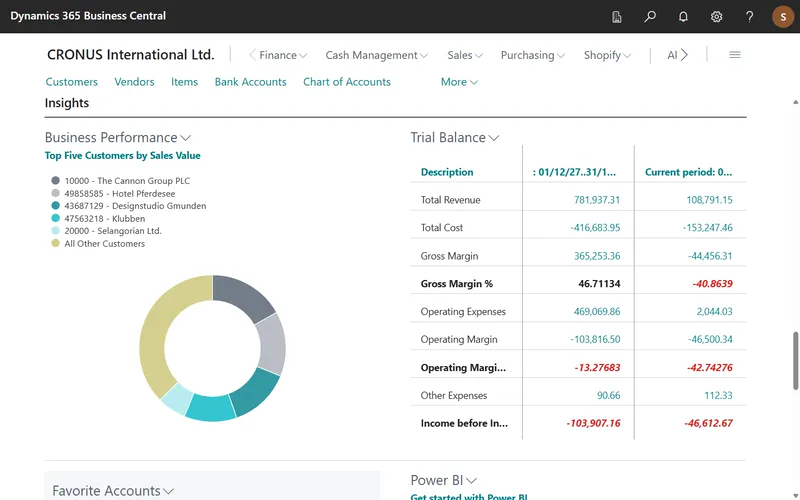 Dynamics 365 Business Central
S
CRONUS International Ltd.
Finance
Cash Management
Sales
Purchasing
Shopify
Al
Customers
Vendors
Items
Bank Accounts
Chart of Accounts
More
Insights
Business Performance
Top Five Customers by Sales Value
10000 - The Cannon Group PLC
49858585 - Hotel Pferdesee
43687129 - Designstudio Gmunden
47563218 - Klubben
20000 - Selangorian Ltd.
All Other Customers
Trial Balance
Description : 01/12/27..31/1... Current period: 0...
Total Revenue 781,937.31 108,791.15
Total Cost -416,683.95 -153,247.46
Gross Margin 365,253.36 -44,456.31
Gross Margin % 46.71134 -40.8639
Operating Expenses 469,069.86 2,044.03
Operating Margin -103,816.50 -46,500.34
Operating Margi... -13.27683 -42.74276
Other Expenses 90.66 112.33
Income before In... -103,907.16 -46,612.67
Favorite Accounts
Power BI
Get started with Power BI